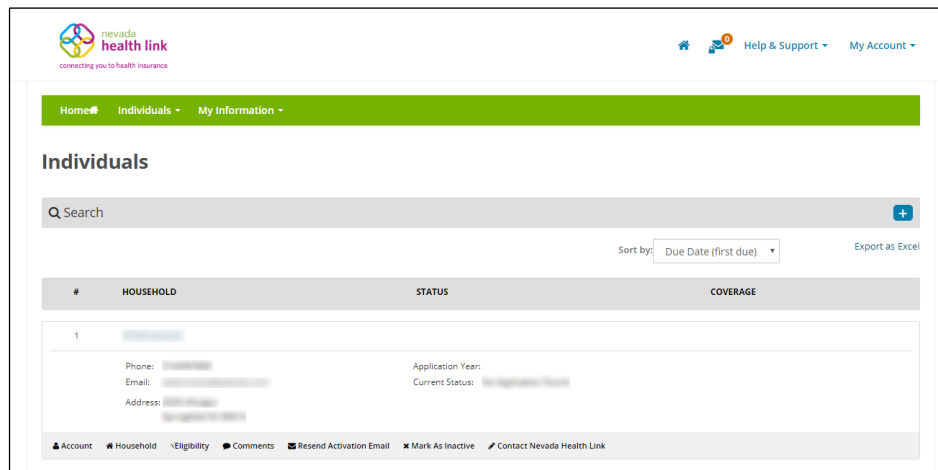 nevada
health link
connecting you to health insurance
0
Help & Support
My Account
Home
Individuals
My Information
Individuals
Search
+
Sort by: Due Date (first due)
Export as Excel
# HOUSEHOLD STATUS COVERAGE
1
Phone:
Application Year:
Email:
Current Status:
Address:
Account Household Eligibility Comments Resend Activation Email Mark As Inactive Contact Nevada Health Link